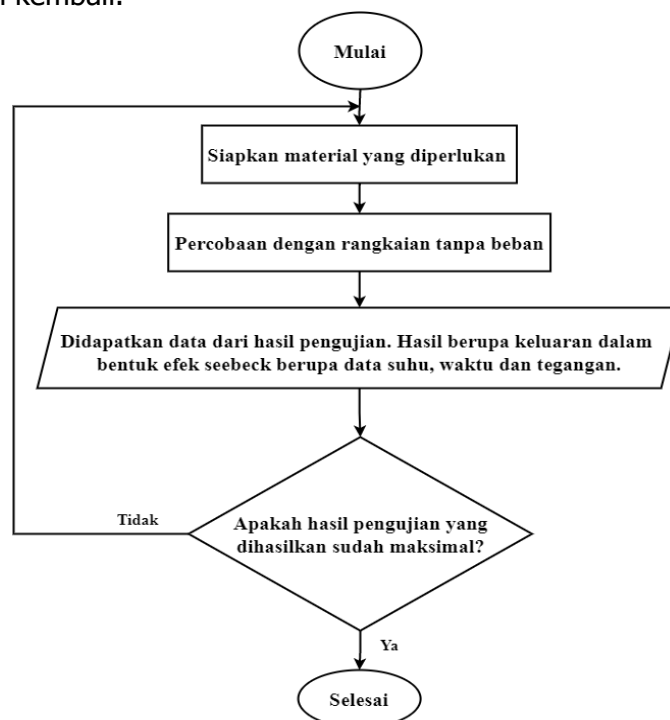 kembali.
Mulai
Siapkan material yang diperlukan
Percobaan dengan rangkaian tanpa beban
Didapatkan data dari hasil pengujian. Hasil berupa keluaran dalam
bentuk efek seebeck berupa data suhu, waktu dan tegangan.
Tidak
Apakah hasil pengujian yang
dihasilkan sudah maksimal?
Ya
Selesai